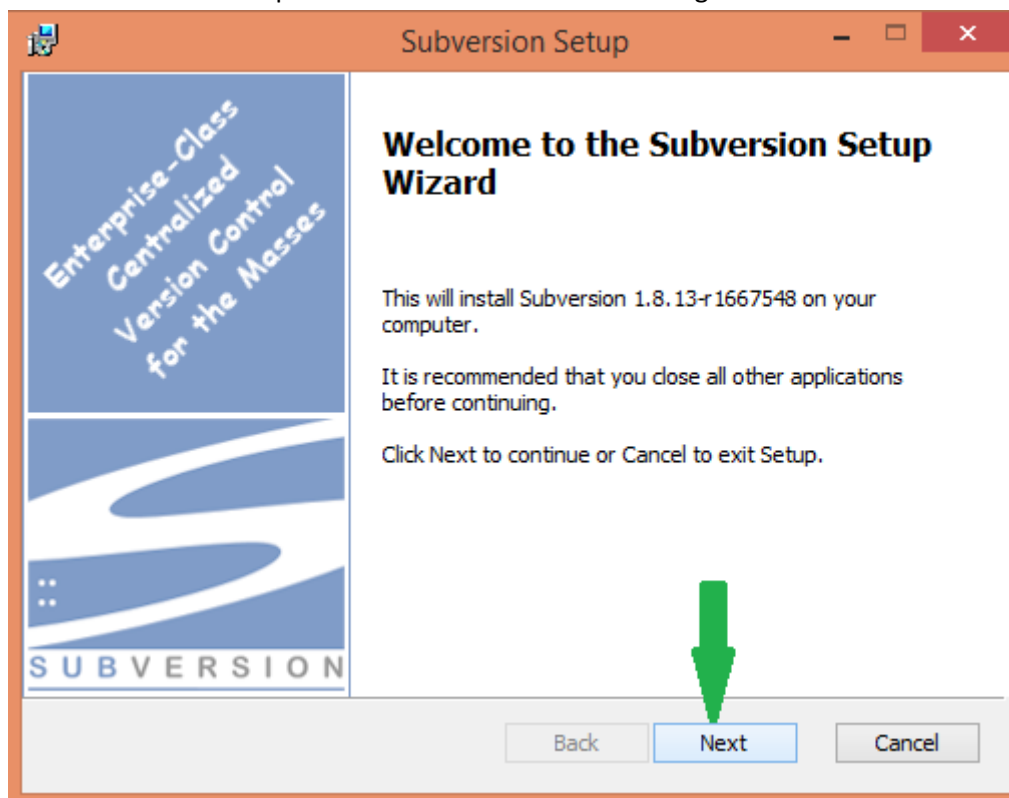 Subversion Setup
Enterprise-Class
Centralized
Version Control
for the Masses
SUBVERSION
Welcome to the Subversion Setup
Wizard
This will install Subversion 1.8.13-r1667548 on your
computer.
It is recommended that you close all other applications
before continuing.
Click Next to continue or Cancel to exit Setup.
Back
Next
Cancel